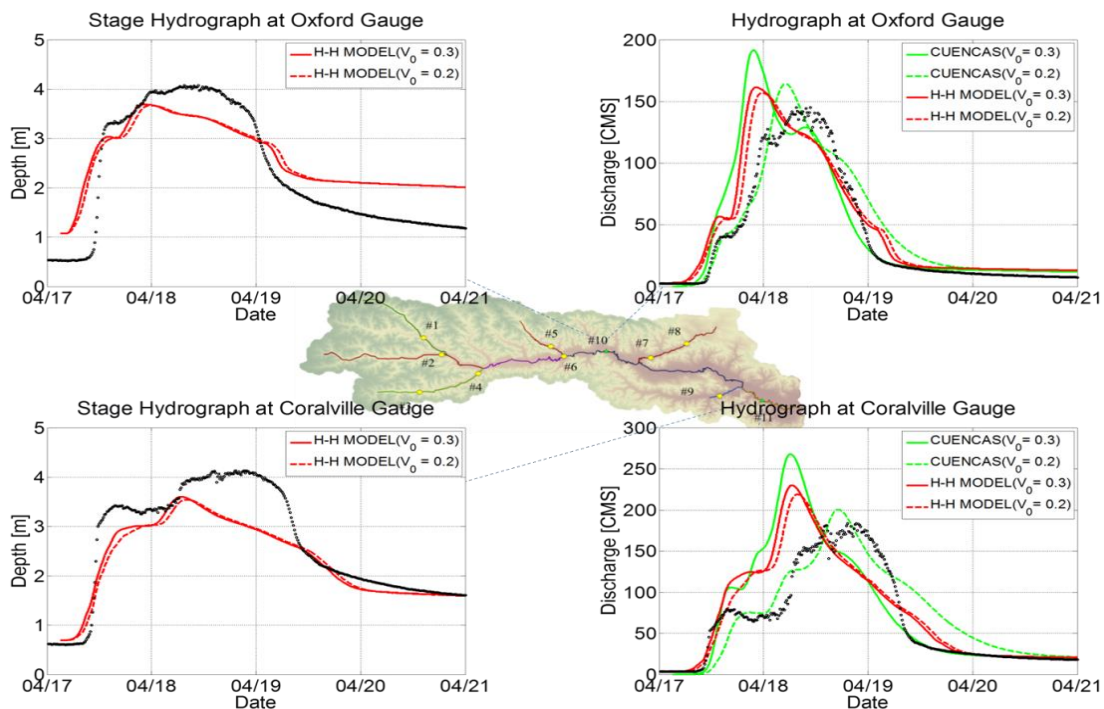 Stage Hydrograph at Oxford Gauge
5
4
3
2
1
0
Depth [m]
H-H MODEL(V0 = 0.3)
H-H MODEL(V0 = 0.2)
04/17 04/18 04/19 04/20 04/21
Date
Hydrograph at Oxford Gauge
200
150
100
50
0
Discharge [CMS]
CUENCAS(V0 = 0.3)
CUENCAS(V0 = 0.2)
H-H MODEL(V0 = 0.3)
H-H MODEL(V0 = 0.2)
04/17 04/18 04/19 04/20 04/21
Date
#1
#2
#4
#5
#6
#10
#7
#8
#9
#11
Stage Hydrograph at Coralville Gauge
5
4
3
2
1
0
Depth [m]
H-H MODEL(V0 = 0.3)
H-H MODEL(V0 = 0.2)
04/17 04/18 04/19 04/20 04/21
Date
Hydrograph at Coralville Gauge
300
250
200
150
100
50
0
Discharge [CMS]
CUENCAS(V0 = 0.3)
CUENCAS(V0 = 0.2)
H-H MODEL(V0 = 0.3)
H-H MODEL(V0 = 0.2)
04/17 04/18 04/19 04/20 04/21
Date